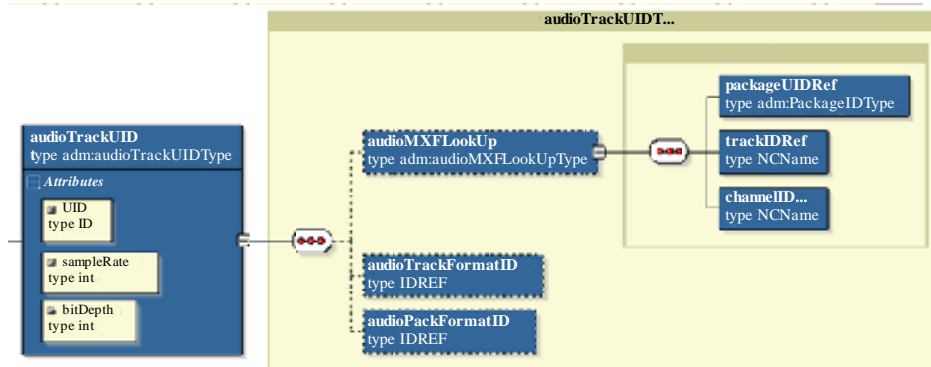 audioTrackUIDT...
audioTrackUID
type adm:audioTrackUIDType
Attributes
UID
type ID
sampleRate
type int
bitDepth
type int
audioMXFLookUp
type adm:audioMXFLookUpType
audioTrackFormatID
type IDREF
audioPackFormatID
type IDREF
packageUIDRef
type adm:PackageIDType
trackIDRef
type NCName
channelID...
type NCName